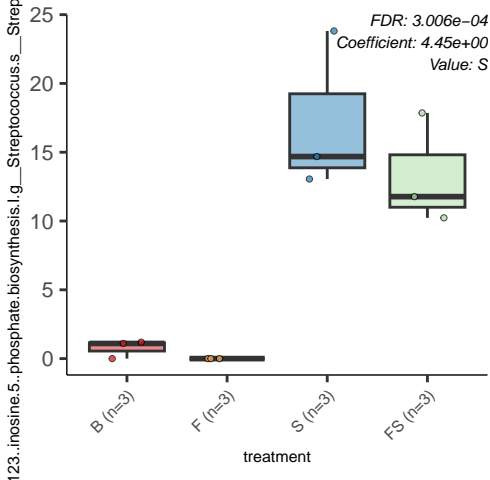 FDR: 3.006e−04
Coefficient: 4.45e+00
Value: S
123..inosine.5..phosphate.biosynthesis.I.g__Streptococcus.s__Strep
25
20
15
10
5
0
B (n=3)
F (n=3)
S (n=3)
FS (n=3)
treatment